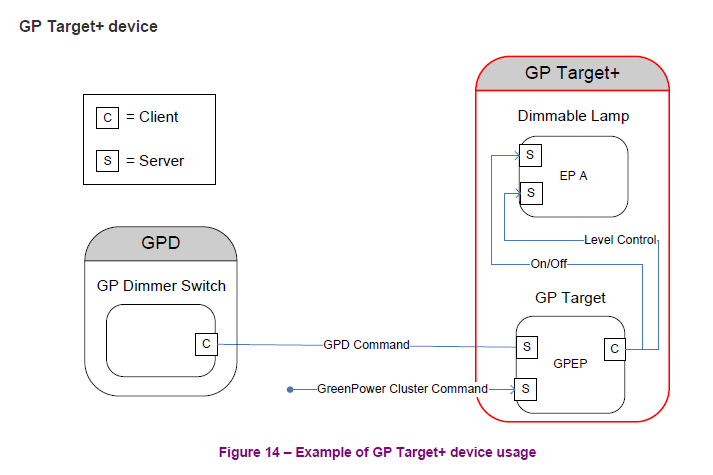 GP Target+ device
C = Client
S = Server
GP Target+
Dimmable Lamp
S
EP A
S
Level Control
On/Off
GPD
GP Dimmer Switch
C
GPD Command
GreenPower Cluster Command
GP Target
S
C
GPEP
S
Figure 14 – Example of GP Target+ device usage